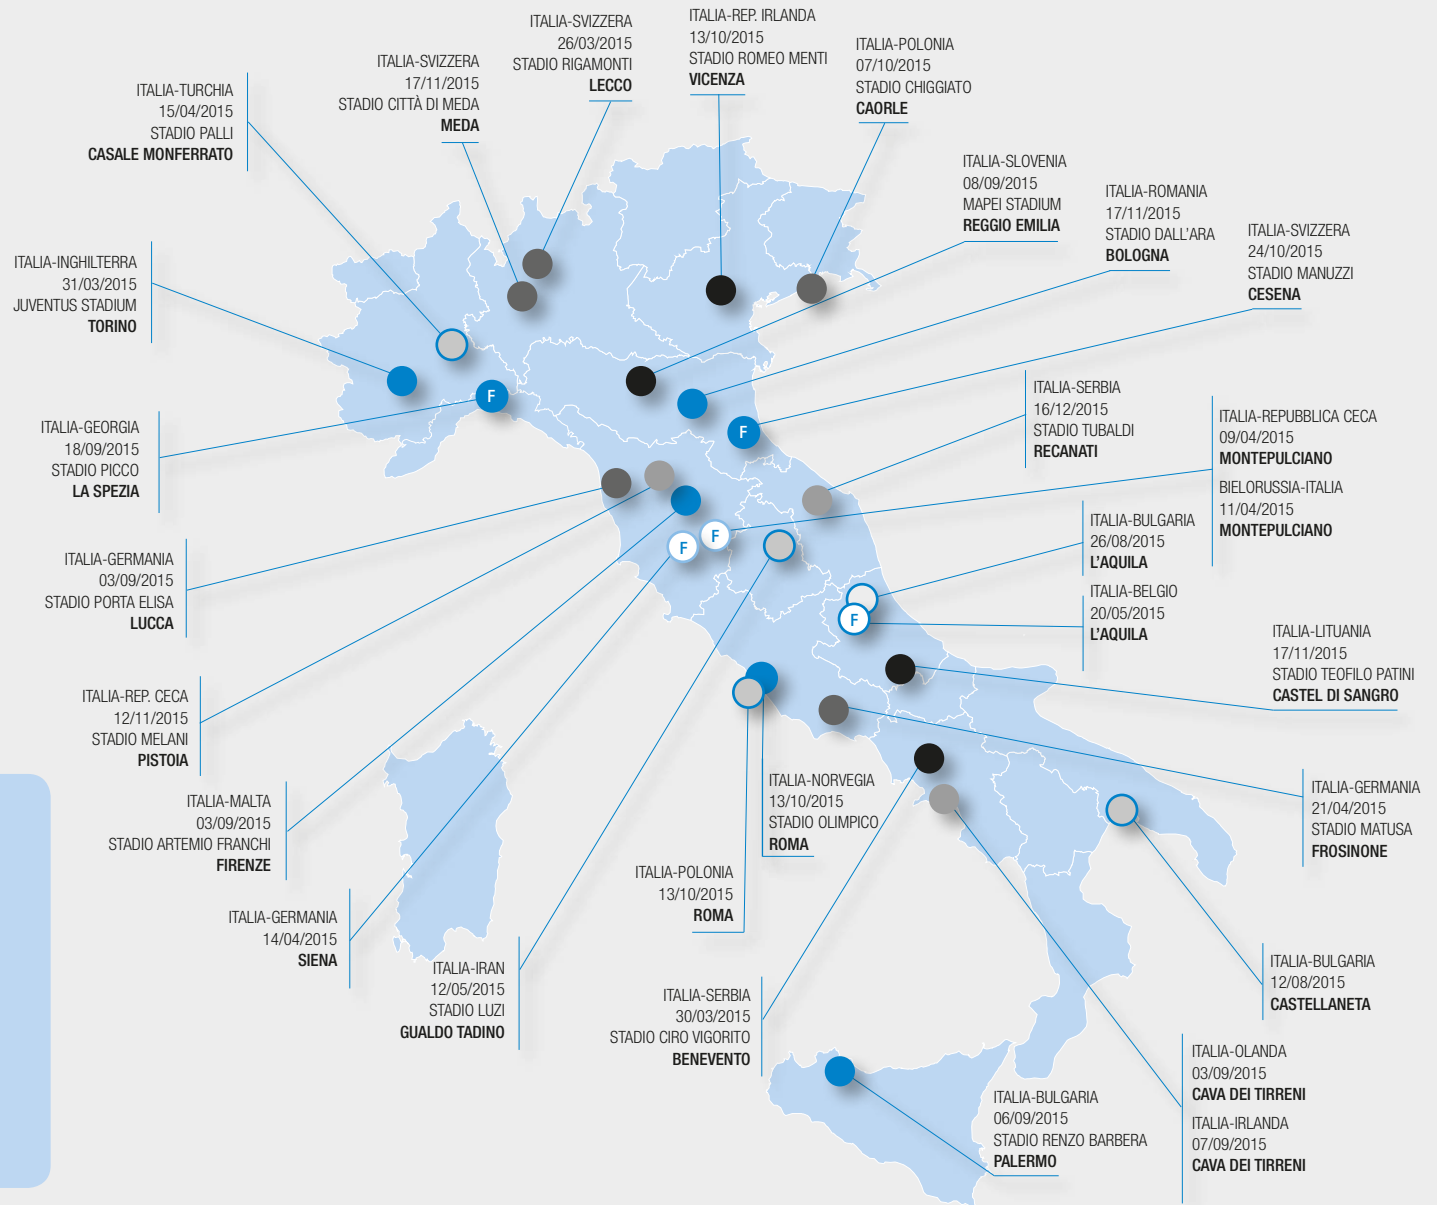 ITALIA-SVIZZERA
26/03/2015
STADIO RIGAMONTI
LECCO
ITALIA-REP. IRLANDA
13/10/2015
STADIO ROMEO MENTI
VICENZA
ITALIA-POLONIA
07/10/2015
STADIO CHIGGIATO
CAORLE
ITALIA-SVIZZERA
17/11/2015
STADIO CITTÀ DI MEDA
MEDA
ITALIA-TURCHIA
15/04/2015
STADIO PALLI
CASALE MONFERRATO
ITALIA-SLOVENIA
08/09/2015
MAPEI STADIUM
REGGIO EMILIA
ITALIA-ROMANIA
17/11/2015
STADIO DALL'ARA
BOLOGNA
ITALIA-SVIZZERA
24/10/2015
STADIO MANUZZI
CESENA
ITALIA-INGHILTERRA
31/03/2015
JUVENTUS STADIUM
TORINO
F
F
ITALIA-SERBIA
16/12/2015
STADIO TUBALDI
RECANATI
ITALIA-REPUBBLICA CECA
09/04/2015
MONTEPULCIANO
BIELORUSSIA-ITALIA
11/04/2015
MONTEPULCIANO
ITALIA-GEORGIA
18/09/2015
STADIO PICCO
LA SPEZIA
F
F
ITALIA-BULGARIA
26/08/2015
L'AQUILA
ITALIA-BELGIO
20/05/2015
L'AQUILA
F
ITALIA-GERMANIA
03/09/2015
STADIO PORTA ELISA
LUCCA
ITALIA-LITUANIA
17/11/2015
STADIO TEOFILO PATINI
CASTEL DI SANGRO
ITALIA-REP. CECA
12/11/2015
STADIO MELANI
PISTOIA
ITALIA-NORVEGIA
13/10/2015
STADIO OLIMPICO
ROMA
ITALIA-GERMANIA
21/04/2015
STADIO MATUSA
FROSINONE
ITALIA-MALTA
03/09/2015
STADIO ARTEMIO FRANCHI
FIRENZE
ITALIA-POLONIA
13/10/2015
ROMA
ITALIA-GERMANIA
14/04/2015
SIENA
ITALIA-IRAN
12/05/2015
STADIO LUZI
GUALDO TADINO
ITALIA-BULGARIA
12/08/2015
CASTELLANETA
ITALIA-SERBIA
30/03/2015
STADIO CIRO VIGORITO
BENEVENTO
ITALIA-OLANDA
03/09/2015
CAVA DEI TIRRENI
ITALIA-IRLANDA
07/09/2015
CAVA DEI TIRRENI
ITALIA-BULGARIA
06/09/2015
STADIO RENZO BARBERA
PALERMO